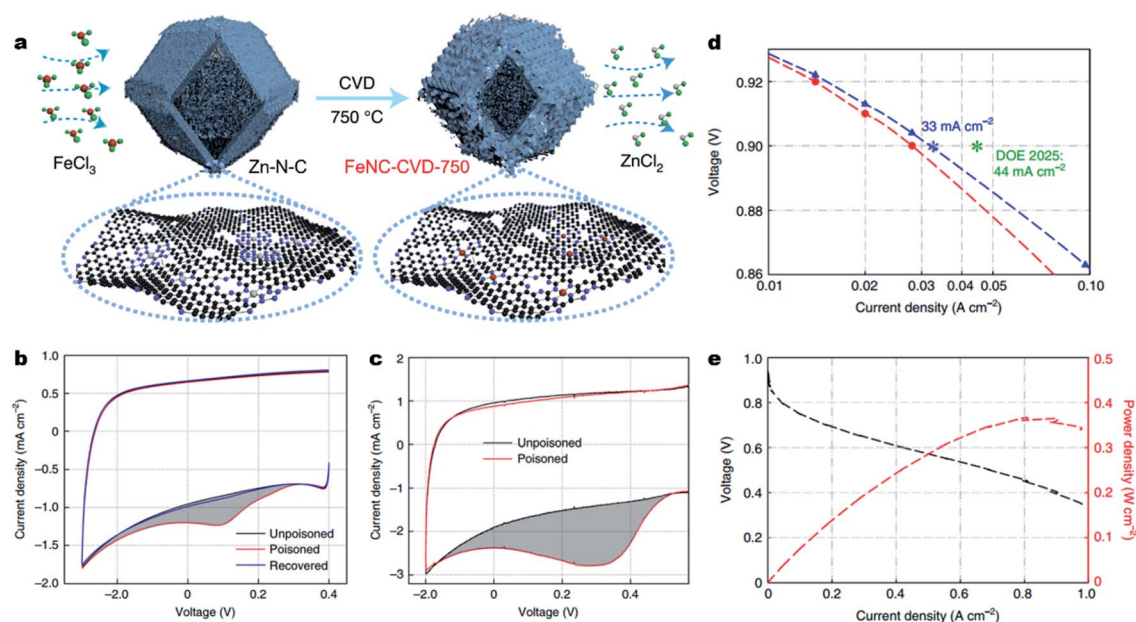 a
FeCl3
Zn-N-C
CVD
750 °C
FeNC-CVD-750
ZnCl2
d
Voltage (V)
0.92
0.90
0.88
0.86
33 mA cm−2
DOE 2025:
44 mA cm−2
0.01
0.02
0.03
0.04
0.05
0.10
Current density (A cm−2)
b
Current density (mA cm−2)
1.0
0.5
0
−0.5
−1.0
−1.5
−2.0
Unpoisoned
Poisoned
Recovered
−2.0
0
0.2
0.4
Voltage (V)
c
Current density (mA cm−2)
2
1
0
−1
−2
−3
Unpoisoned
Poisoned
−2.0
0
0.2
0.4
Voltage (V)
e
Voltage (V)
1.0
0.8
0.6
0.4
0.2
0
0
0.2
0.4
0.6
0.8
1.0
Current density (A cm−2)
0.5
0.4
0.3
0.2
0.1
0
Power density (W cm−2)